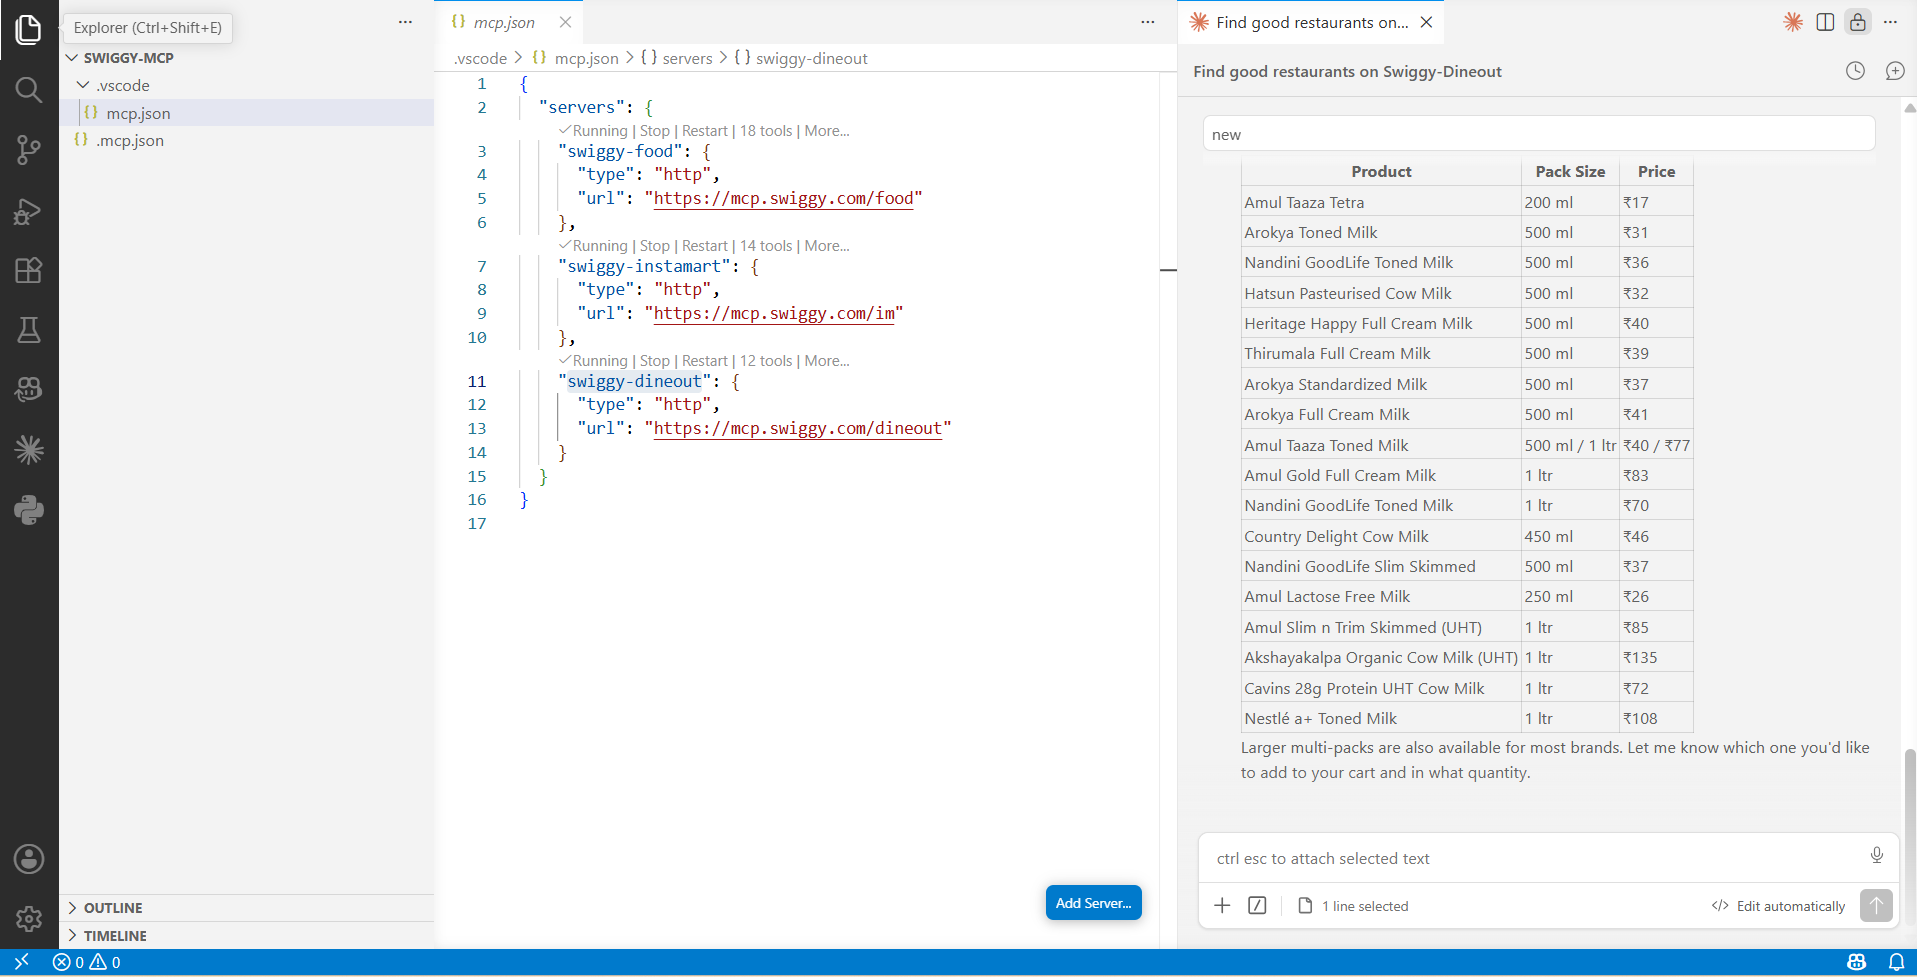 Explorer (Ctrl+Shift+E)
SWIGGY-MCP
.vscode
{} mcp.json
{} .mcp.json
OUTLINE
TIMELINE
{} mcp.json
.vscode > {} mcp.json > {} servers > {} swiggy-dineout
1 {
2 "servers": {
✓Running | Stop | Restart | 18 tools | More...
3 "swiggy-food": {
4 "type": "http",
5 "url": "https://mcp.swiggy.com/food"
6 },
✓Running | Stop | Restart | 14 tools | More...
7 "swiggy-instamart": {
8 "type": "http",
9 "url": "https://mcp.swiggy.com/im"
10 },
✓Running | Stop | Restart | 12 tools | More...
11 "swiggy-dineout": {
12 "type": "http",
13 "url": "https://mcp.swiggy.com/dineout"
14 }
15 }
16 }
17
Add Server...
Find good restaurants on...
Find good restaurants on Swiggy-Dineout
new
Product Pack Size Price
Amul Taaza Tetra 200 ml ₹17
Arokya Toned Milk 500 ml ₹31
Nandini GoodLife Toned Milk 500 ml ₹36
Hatsun Pasteurised Cow Milk 500 ml ₹32
Heritage Happy Full Cream Milk 500 ml ₹40
Thirumala Full Cream Milk 500 ml ₹39
Arokya Standardized Milk 500 ml ₹37
Arokya Full Cream Milk 500 ml ₹41
Amul Taaza Toned Milk 500 ml / 1 ltr ₹40 / ₹77
Amul Gold Full Cream Milk 1 ltr ₹83
Nandini GoodLife Toned Milk 1 ltr ₹70
Country Delight Cow Milk 450 ml ₹46
Nandini GoodLife Slim Skimmed 500 ml ₹37
Amul Lactose Free Milk 250 ml ₹26
Amul Slim n Trim Skimmed (UHT) 1 ltr ₹85
Akshayakalpa Organic Cow Milk (UHT) 1 ltr ₹135
Cavins 28g Protein UHT Cow Milk 1 ltr ₹72
Nestlé a+ Toned Milk 1 ltr ₹108
Larger multi-packs are also available for most brands. Let me know which one you'd like
to add to your cart and in what quantity.
ctrl esc to attach selected text
1 line selected
</> Edit automatically
0 0